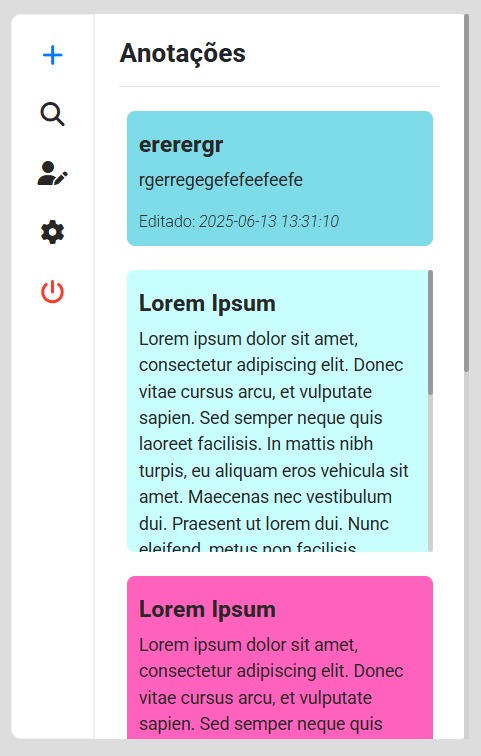 Anotações
ererergr
rgerregegefefeefeefe
Editado: 2025-06-13 13:31:10
Lorem Ipsum
Lorem ipsum dolor sit amet,
consectetur adipiscing elit. Donec
vitae cursus arcu, et vulputate
sapien. Sed semper neque quis
laoreet facilisis. In mattis nibh
turpis, eu aliquam eros vehicula sit
amet. Maecenas nec vestibulum
dui. Praesent ut lorem dui. Nunc
eleifend, metus non facilisis
Lorem Ipsum
Lorem ipsum dolor sit amet,
consectetur adipiscing elit. Donec
vitae cursus arcu, et vulputate
sapien. Sed semper neque quis